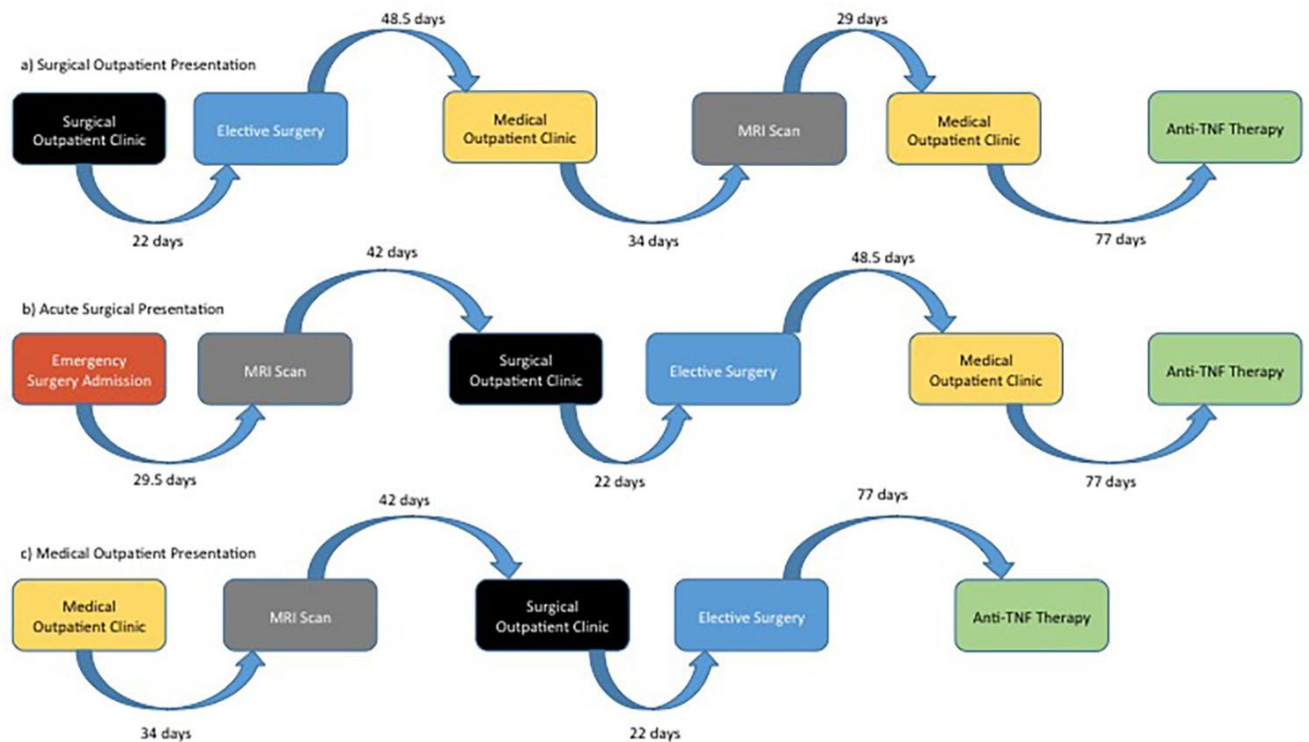 48.5 days
29 days
a) Surgical Outpatient Presentation
Surgical
Outpatient Clinic
Elective Surgery
Medical
Outpatient Clinic
MRI Scan
Medical
Outpatient Clinic
Anti-TNF Therapy
22 days
34 days
77 days
42 days
48.5 days
b) Acute Surgical Presentation
Emergency
Surgery Admission
MRI Scan
Surgical
Outpatient Clinic
Elective Surgery
Medical
Outpatient Clinic
Anti-TNF Therapy
29.5 days
22 days
77 days
42 days
77 days
c) Medical Outpatient Presentation
Medical
Outpatient Clinic
MRI Scan
Surgical
Outpatient Clinic
Elective Surgery
Anti-TNF Therapy
34 days
22 days